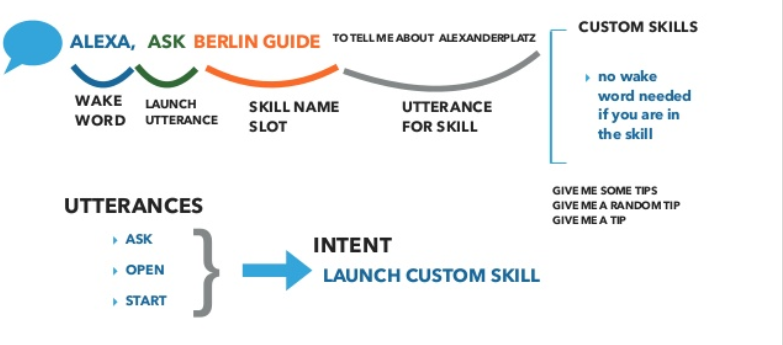 ALEXA, ASK BERLIN GUIDE TO TELL ME ABOUT ALEXANDERPLATZ
WAKE
WORD
LAUNCH
UTTERANCE
SKILL NAME
SLOT
UTTERANCE
FOR SKILL
CUSTOM SKILLS
no wake
word needed
if you are in
the skill
GIVE ME SOME TIPS
GIVE ME A RANDOM TIP
GIVE ME A TIP
UTTERANCES
ASK
OPEN
START
INTENT
LAUNCH CUSTOM SKILL